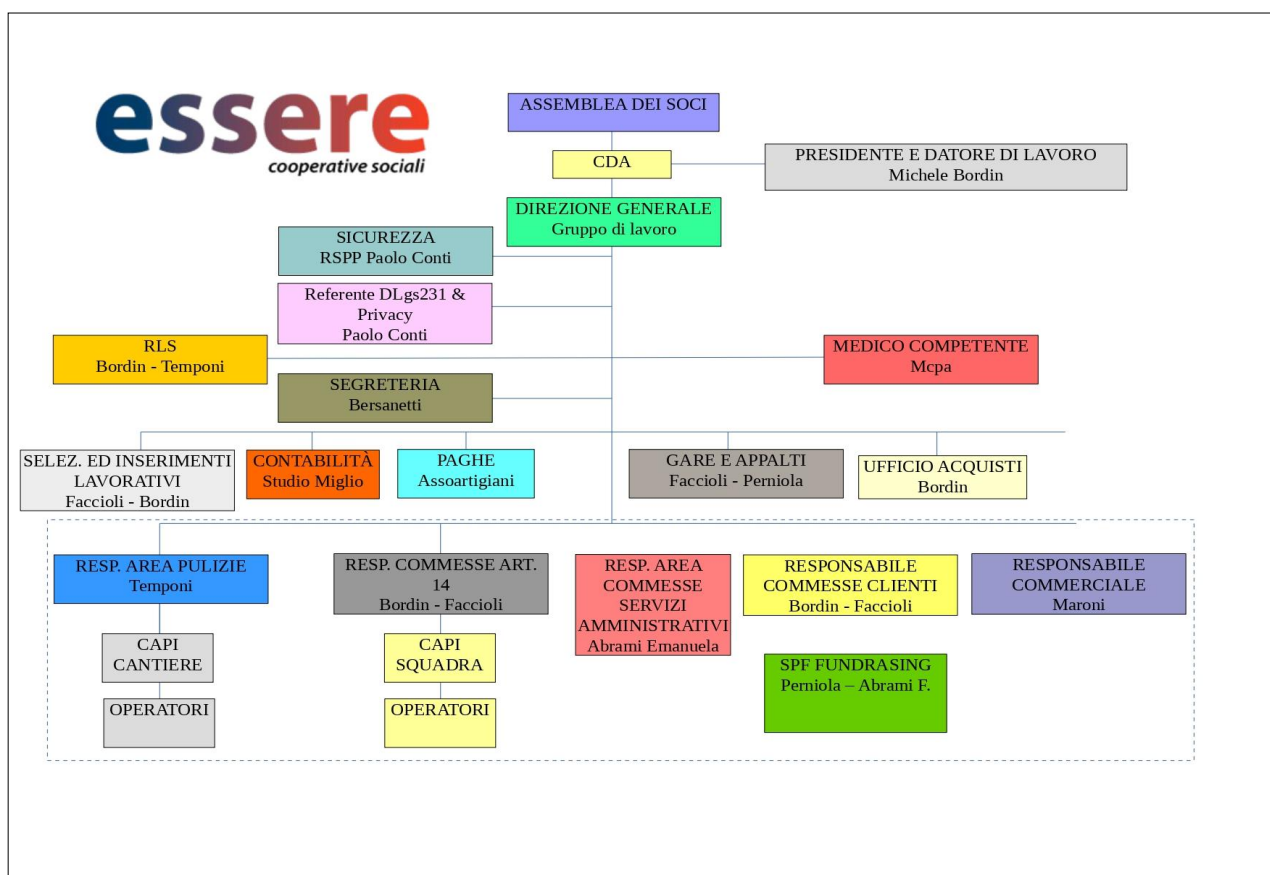 essere
cooperative sociali
ASSEMBLEA DEI SOCI
CDA
PRESIDENTE E DATORE DI LAVORO
Michele Bordin
DIREZIONE GENERALE
Gruppo di lavoro
SICUREZZA
RSPP Paolo Conti
Referente DLgs231 &
Privacy
Paolo Conti
RLS
Bordin - Temponi
MEDICO COMPETENTE
Mcpa
SEGRETERIA
Bersanetti
SELEZ. ED INSERIMENTI
LAVORATIVI
Faccioli - Bordin
CONTABILITÀ
Studio Miglio
PAGHE
Assoartigiani
GARE E APPALTI
Faccioli - Perniola
UFFICIO ACQUISTI
Bordin
RESP. AREA PULIZIE
Temponi
RESP. COMMESSE ART.
14
Bordin - Faccioli
RESP. AREA
COMMESSE
SERVIZI
AMMINISTRATIVI
Abrami Emanuela
RESPONSABILE
COMMESSE CLIENTI
Bordin - Faccioli
RESPONSABILE
COMMERCIALE
Maroni
CAPI
CANTIERE
CAPI
SQUADRA
SPF FUNDRASING
Perniola – Abrami F.
OPERATORI
OPERATORI